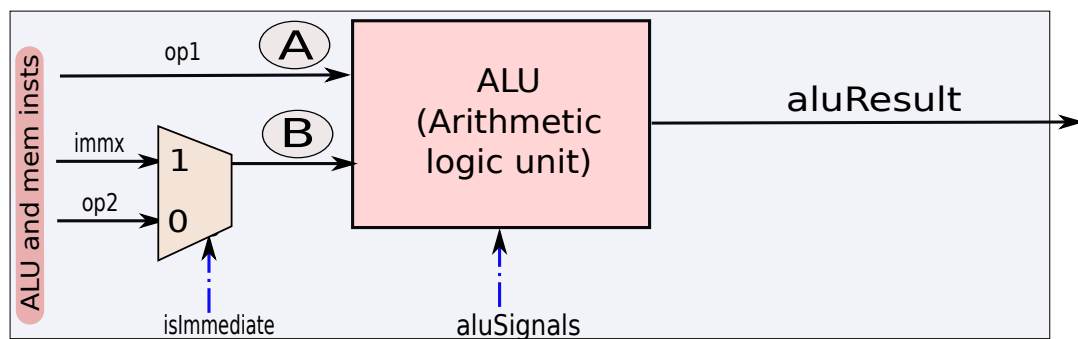 ALU and mem insts
op1
A
immx
op2
1
0
B
isImmediate
ALU
(Arithmetic
logic unit)
aluSignals
aluResult